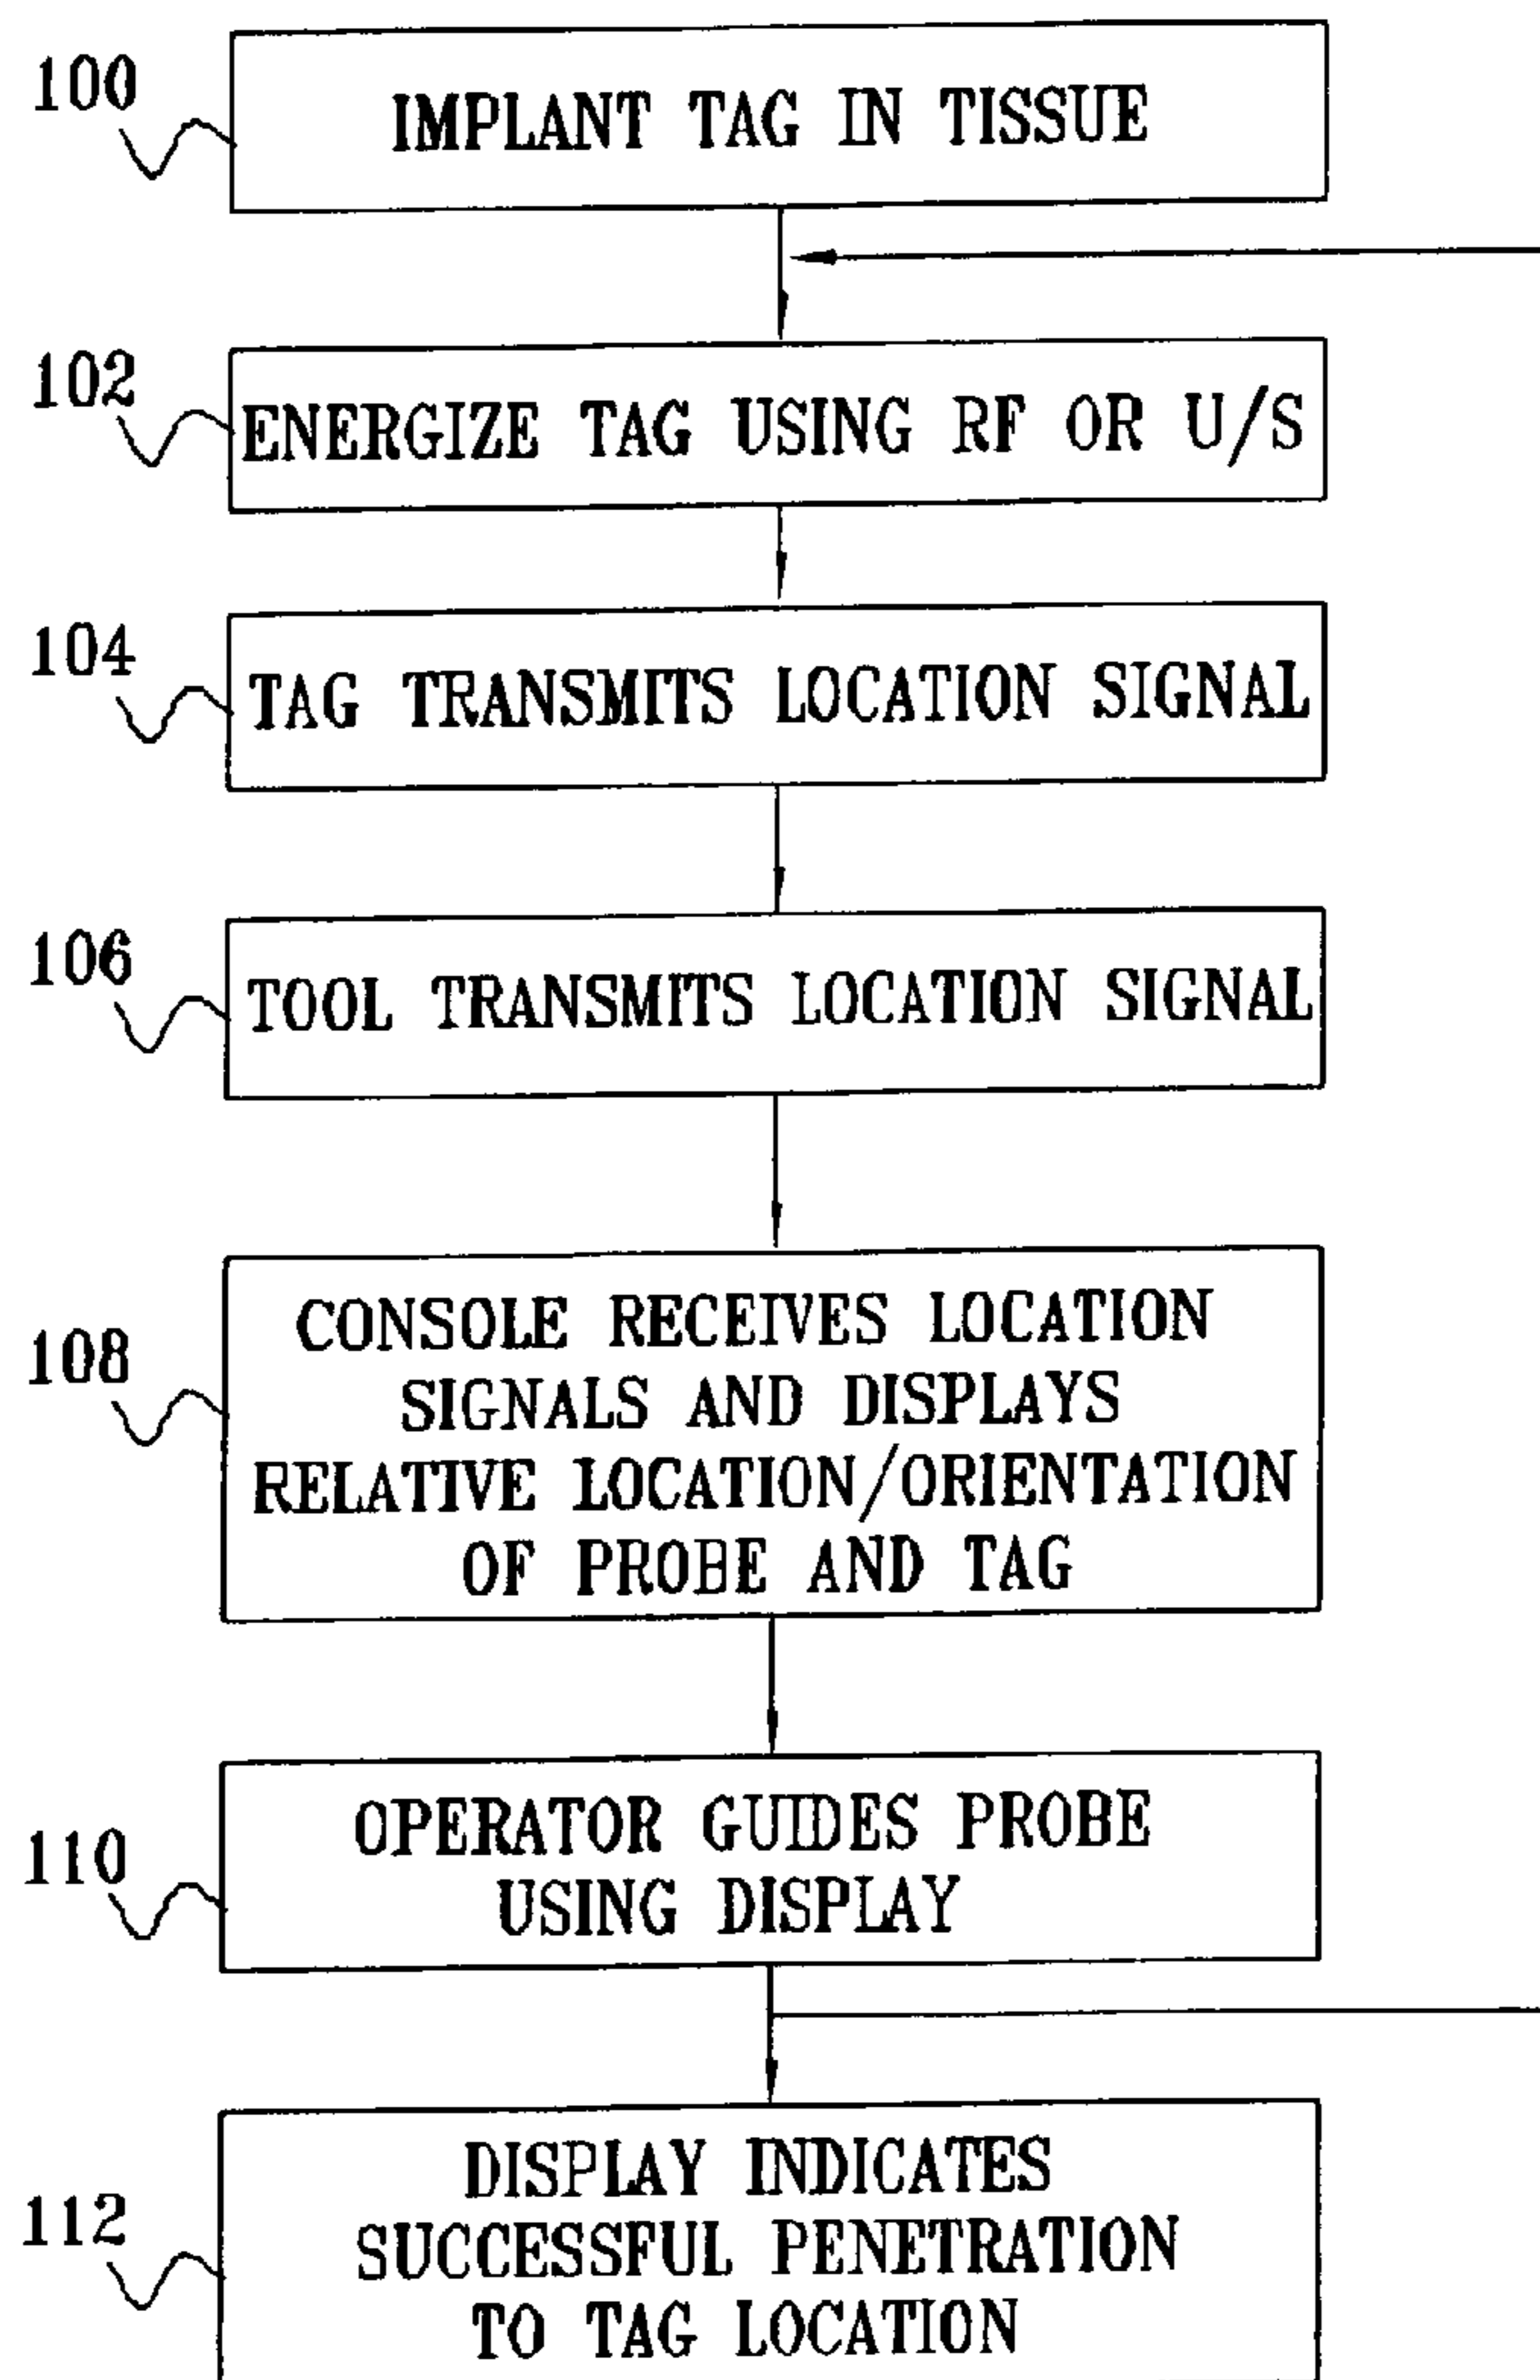 100
IMPLANT TAG IN TISSUE
102
ENERGIZE TAG USING RF OR U/S
104
TAG TRANSMITS LOCATION SIGNAL
106
TOOL TRANSMITS LOCATION SIGNAL
108
CONSOLE RECEIVES LOCATION
SIGNALS AND DISPLAYS
RELATIVE LOCATION/ORIENTATION
OF PROBE AND TAG
110
OPERATOR GUIDES PROBE
USING DISPLAY
112
DISPLAY INDICATES
SUCCESSFUL PENETRATION
TO TAG LOCATION